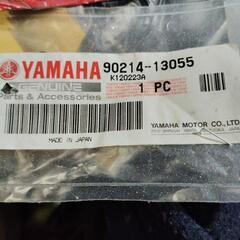 YAMAHA 90214-13055
GENUINE K120223A
Parts & Accessories 1 PC
MADE IN JAPAN YAMAHA MOTOR CO., LTD.